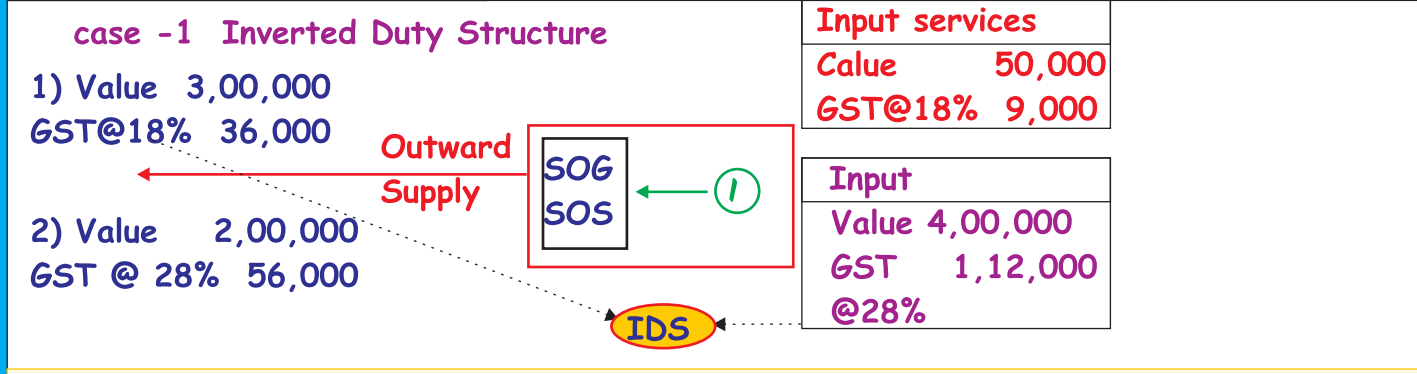 case -1 Inverted Duty Structure
1) Value 3,00,000
GST@18% 36,000
2) Value 2,00,000
GST @ 28% 56,000
Outward
Supply
SOG
SOS
1
IDS
Input services
Calue 50,000
GST@18% 9,000
Input
Value 4,00,000
GST 1,12,000
@28%